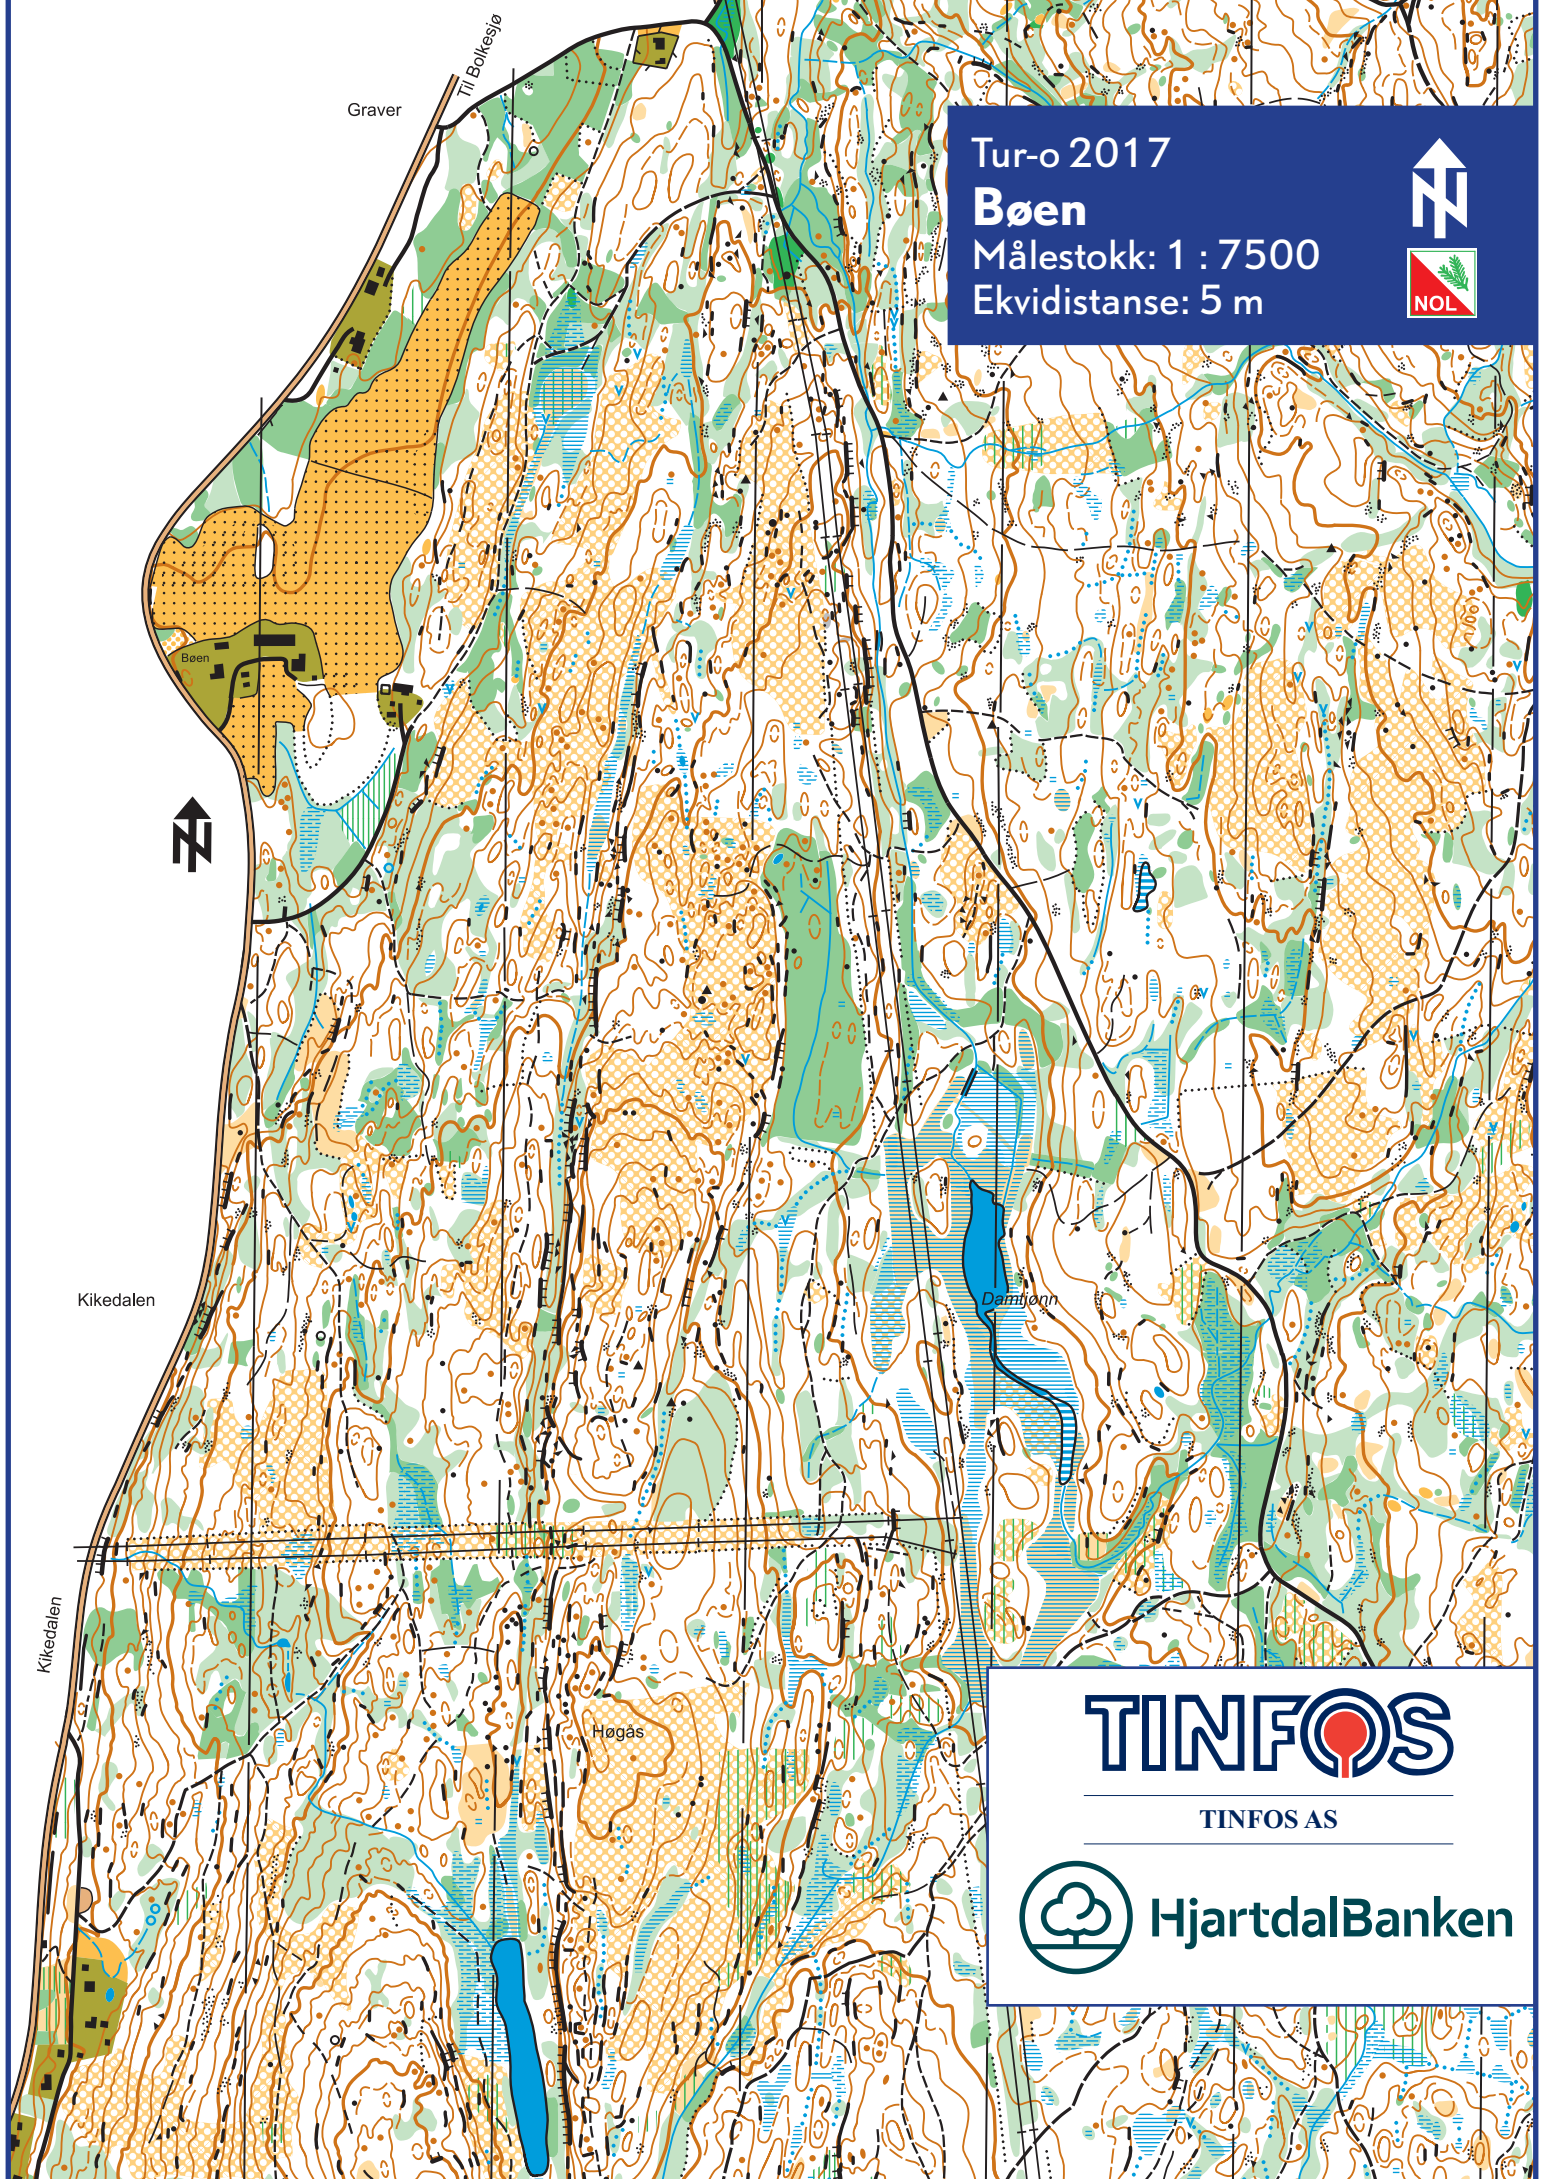 Til Bolkesjø
Graver
Tur-o 2017
Bøen
Målestokk: 1 : 7500
Ekvidistanse: 5 m
N
NOL
Bøen
N
Kikedalen
Damtjønn
Kikedalen
Høgås
TINFOS
TINFOS AS
HjartdalBanken